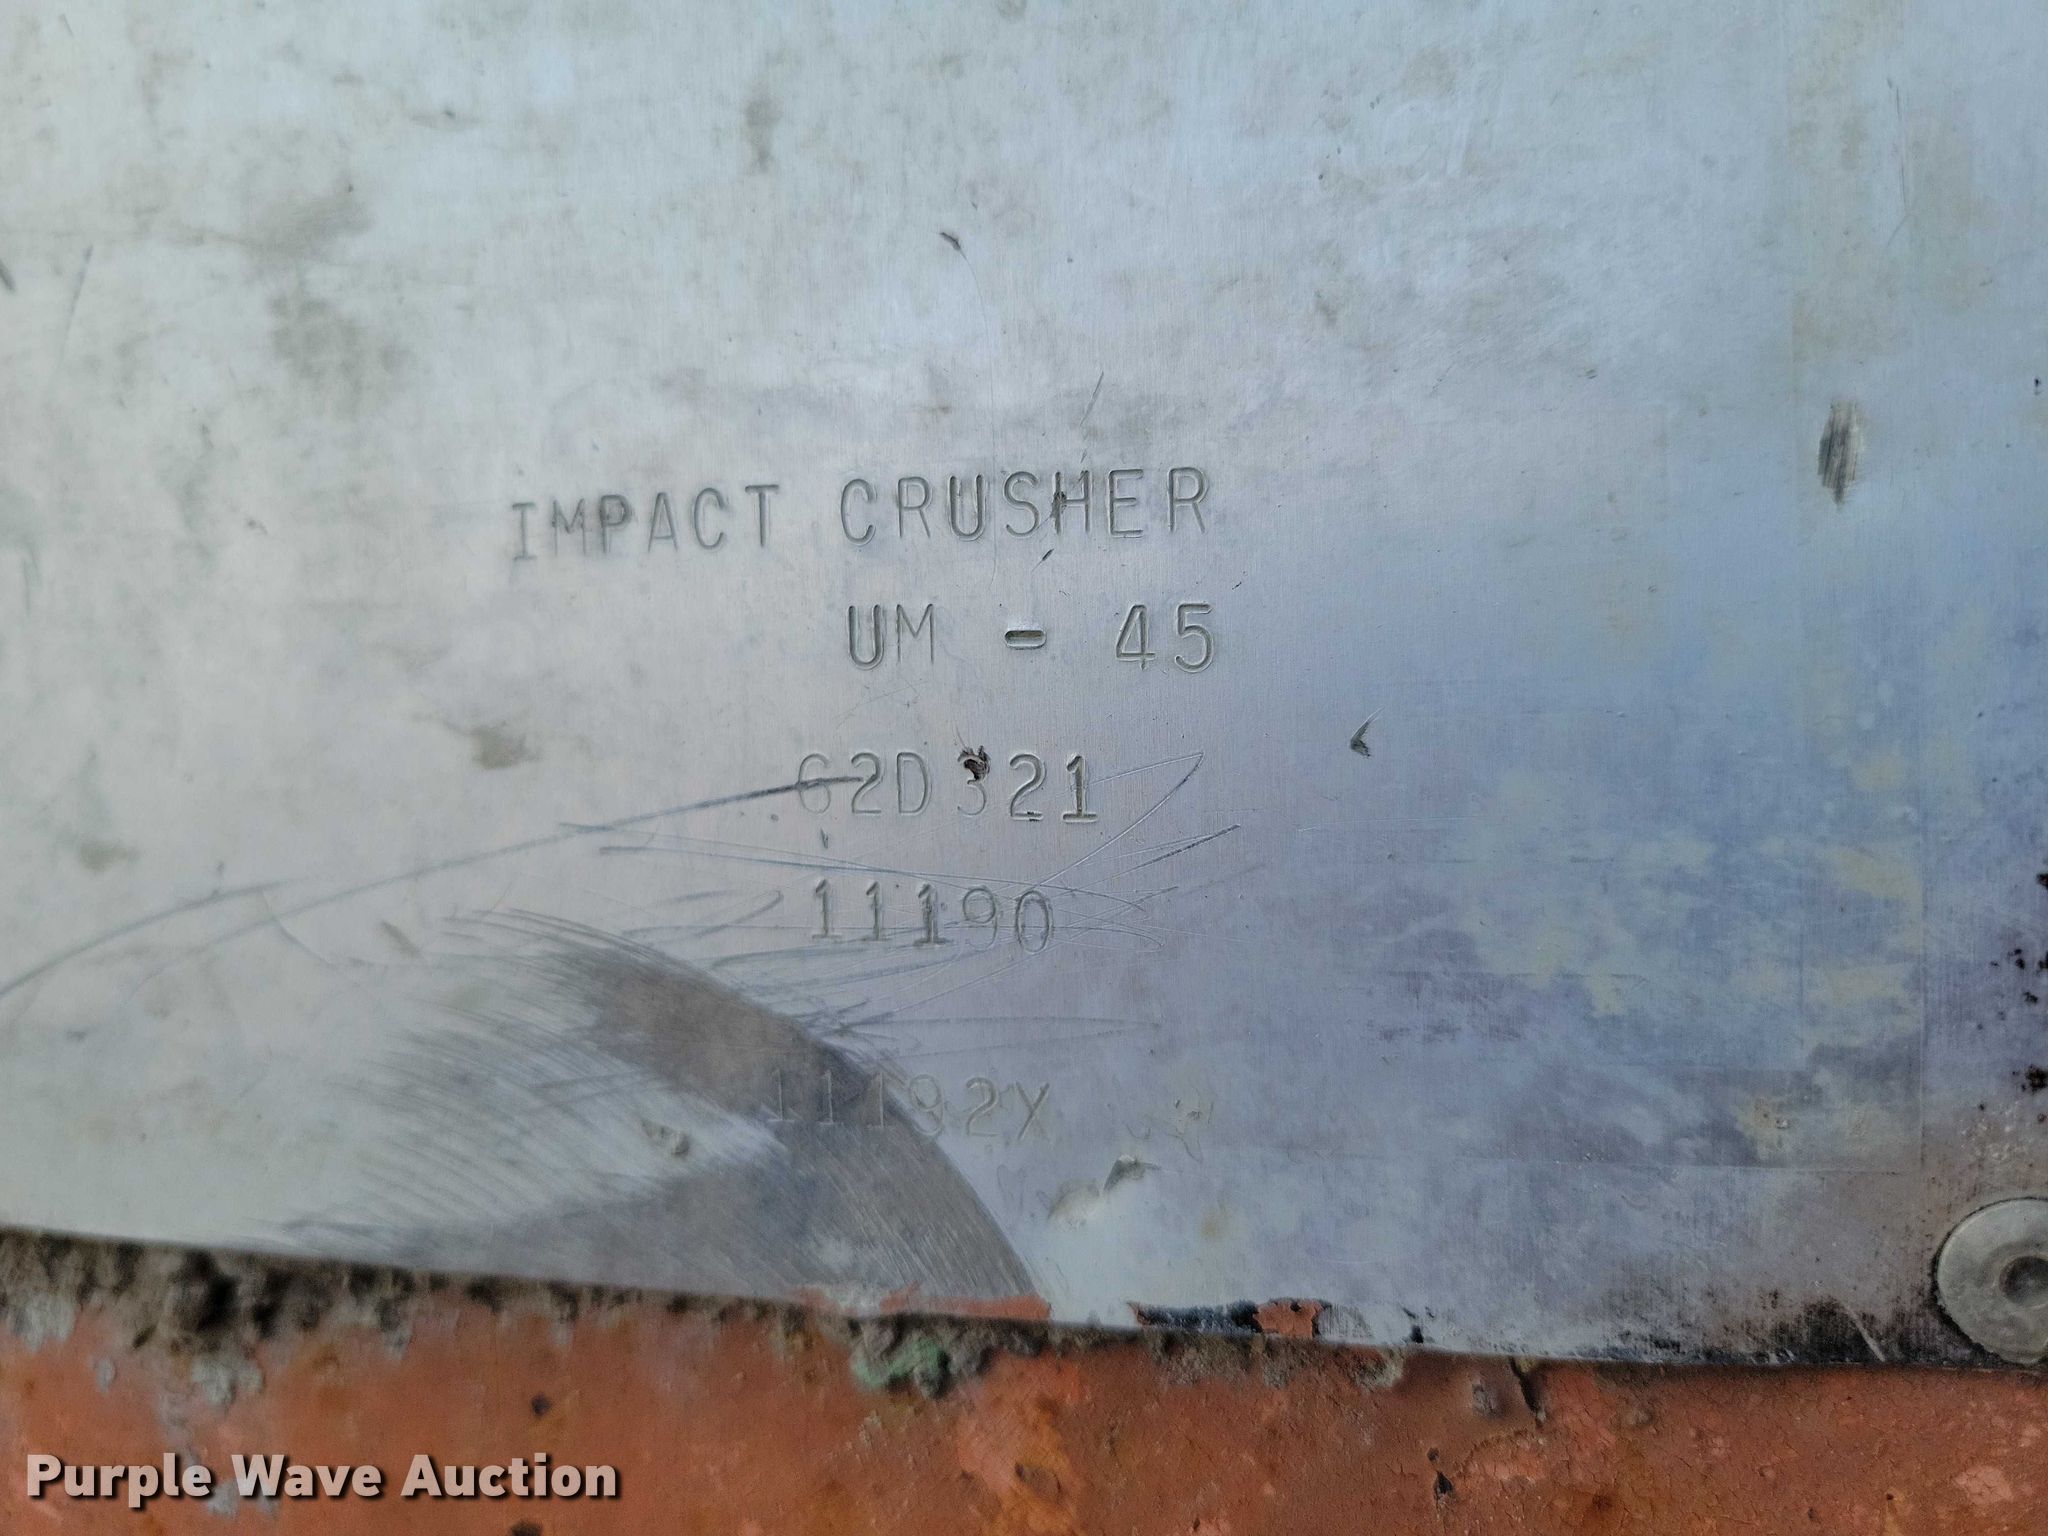 IMPACT CRUSHER
UM - 45
62D321
11190
11192X
Purple Wave Auction